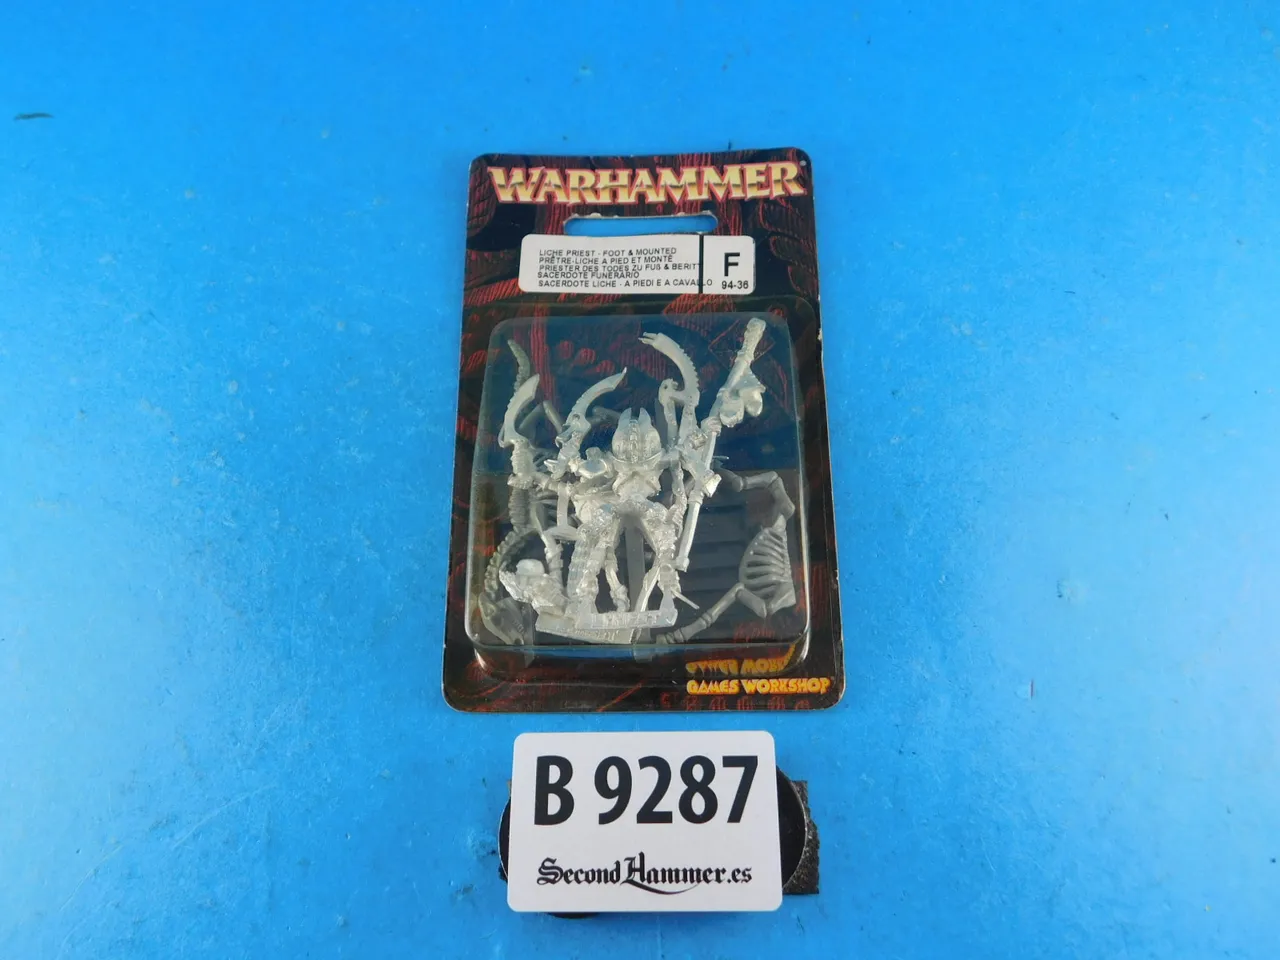 WARHAMMER
LICHE PRIEST - FOOT & MOUNTED
PRÊTRE-LICHE A PIED ET MONTÉ
PRIESTER DES TODES ZU FUß & BERITT
SACERDOTE FUNERARIO
SACERDOTE LICHE - A PIEDI E A CAVALLO
F
94-36
GAMES WORKSHOP
B 9287
SecondHammer.es